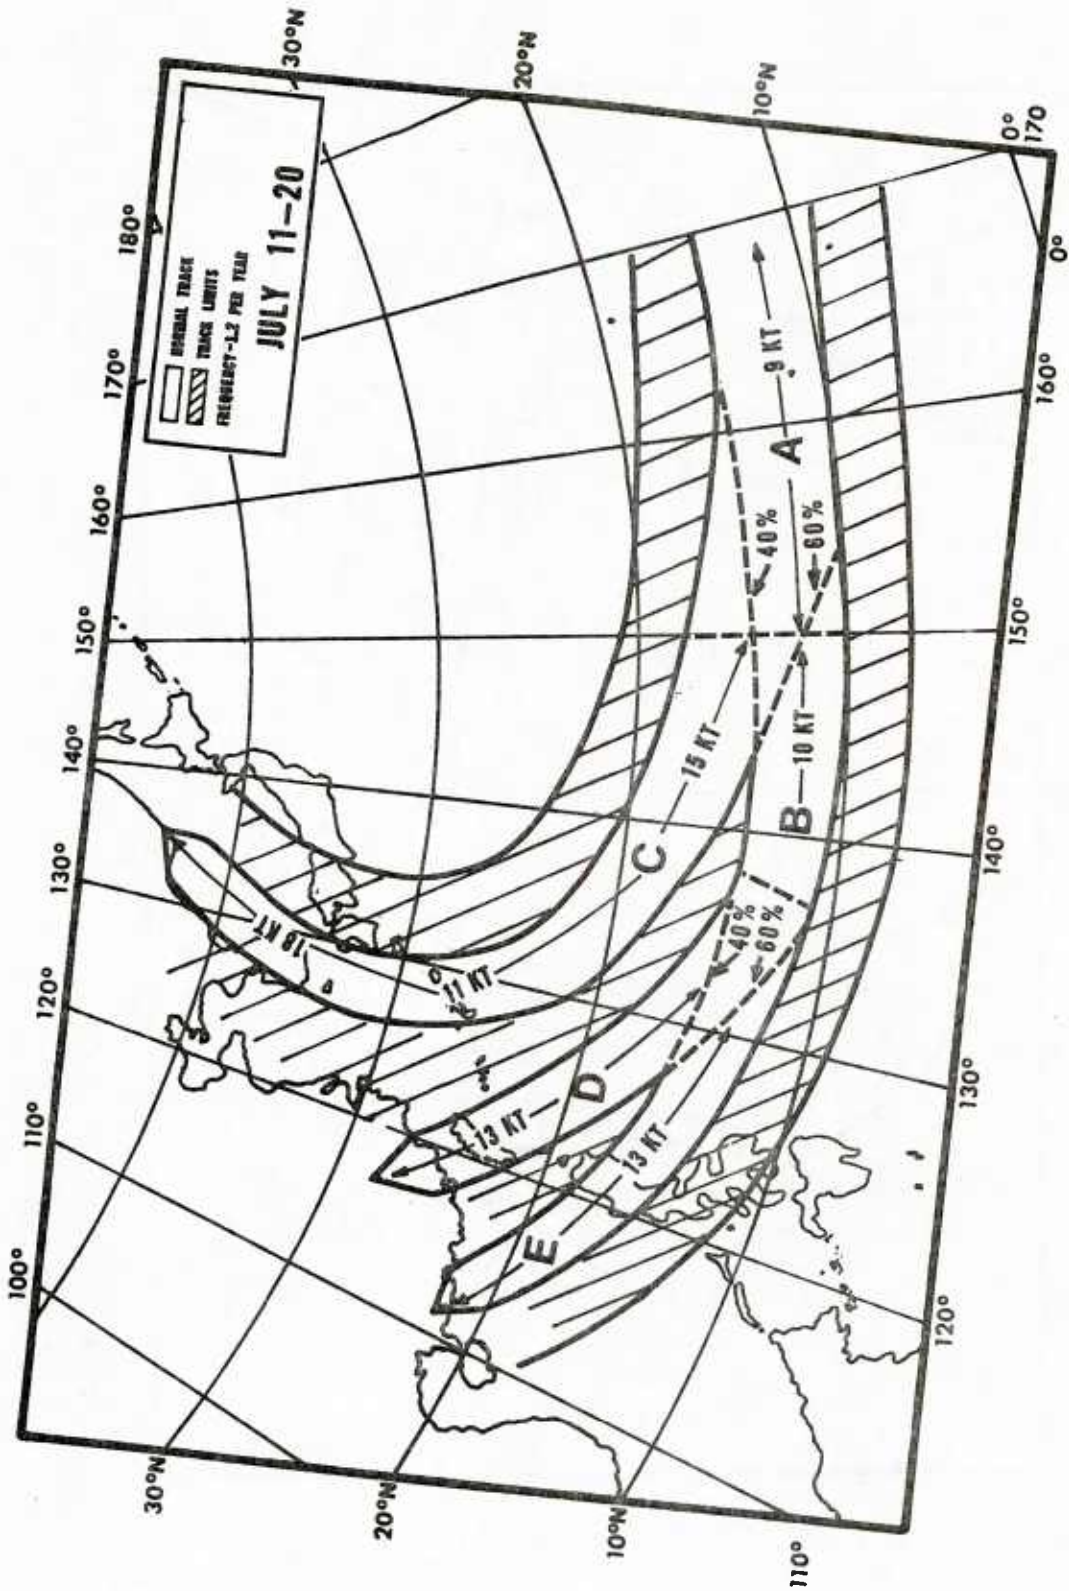 100°
110°
120°
130°
140°
150°
160°
170°
180°
NORMAL TRACK
TRACK LIMITS
FREQUENCY-1.2 PER YEAR
JULY 11-20
30°N
20°N
10°N
0°
170
0°
160°
150°
140°
130°
120°
110°
10°N
20°N
30°N
18 KT
11 KT
C
15 KT
9 KT
A
40%
60%
B
10 KT
40%
60%
D
13 KT
E
13 KT